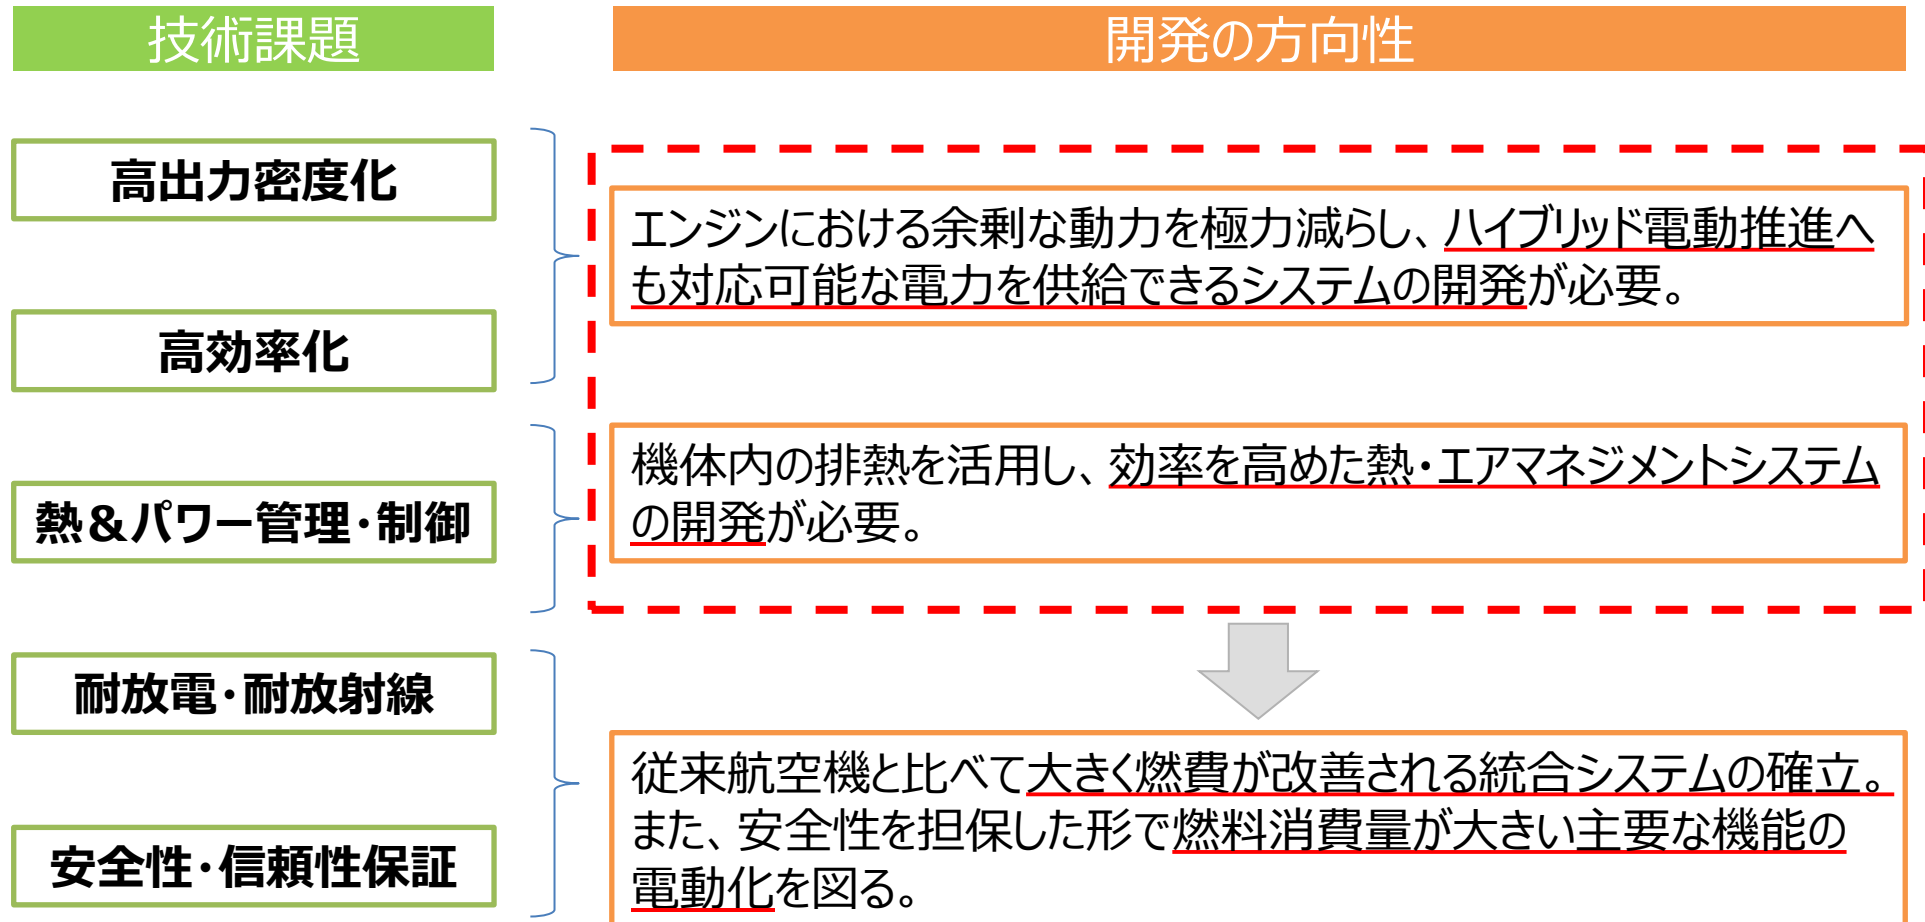 技術課題
開発の方向性
高出力密度化
高効率化
エンジンにおける余剰な動力を極力減らし、ハイブリッド電動推進へ
も対応可能な電力を供給できるシステムの開発が必要。
熱&パワー管理・制御
機体内の排熱を活用し、効率を高めた熱・エアマネジメントシステム
の開発が必要。
耐放電・耐放射線
安全性・信頼性保証
従来航空機と比べて大きく燃費が改善される統合システムの確立。
また、安全性を担保した形で燃料消費量が大きい主要な機能の
電動化を図る。